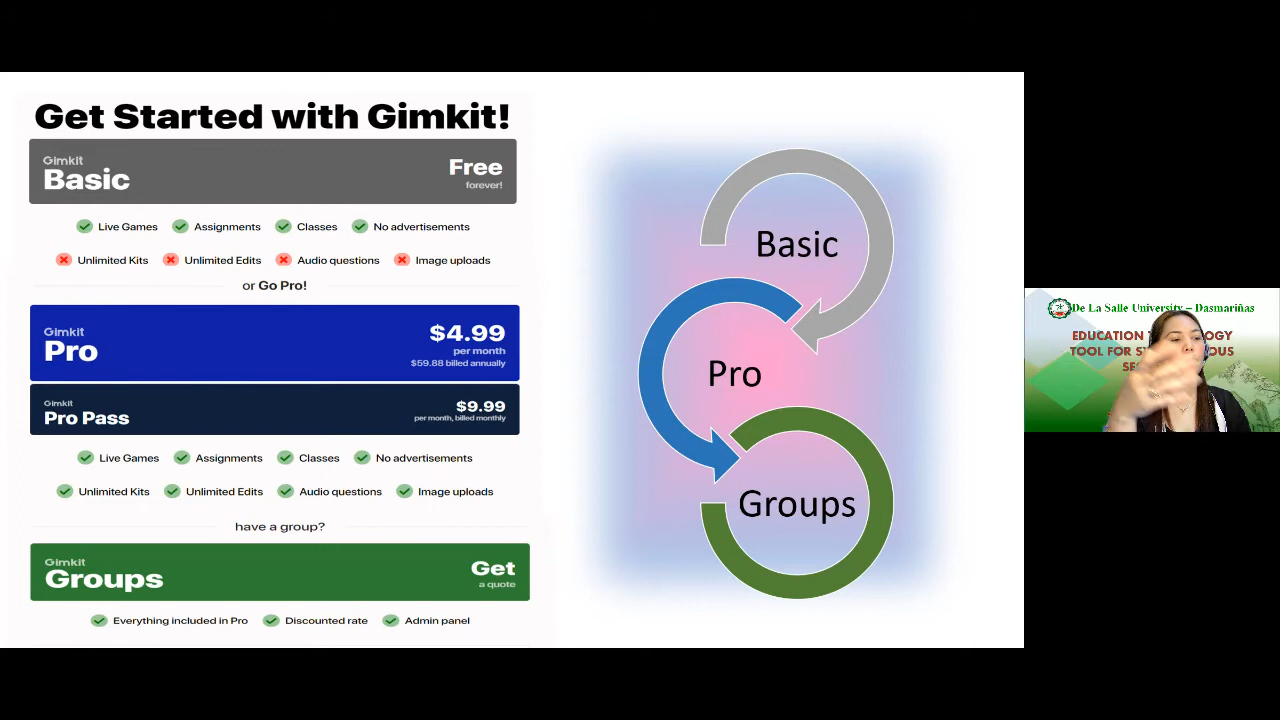 Get Started with Gimkit!
Gimkit
Basic
Free
forever!
Live Games Assignments Classes No advertisements
Unlimited Kits Unlimited Edits Audio questions Image uploads
or Go Pro!
Gimkit
Pro
$4.99
per month
$59.88 billed annually
Gimkit
Pro Pass
$9.99
per month, billed monthly
Live Games Assignments Classes No advertisements
Unlimited Kits Unlimited Edits Audio questions Image uploads
have a group?
Gimkit
Groups
Get
a quote
Everything included in Pro Discounted rate Admin panel
Basic
Pro
Groups
De La Salle University – Dasmariñas
EDUCATION
TOOL FOR